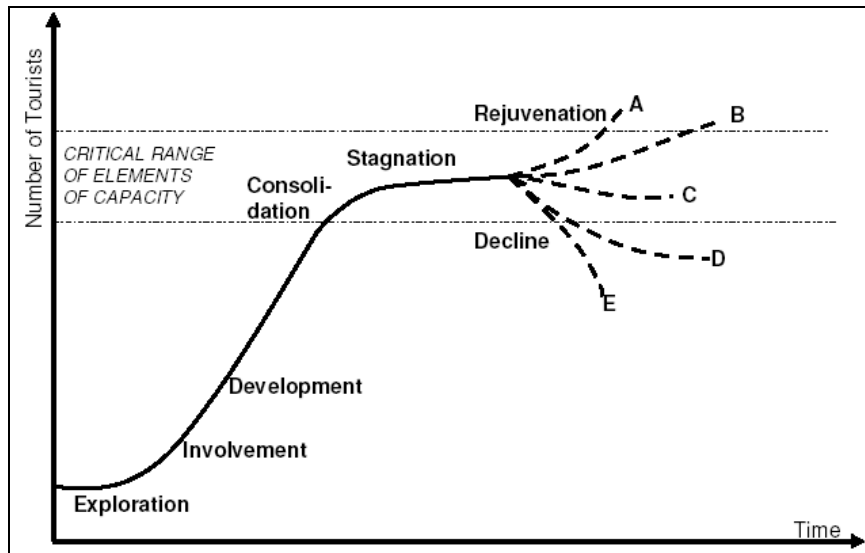 Number of Tourists
Rejuvenation
A
B
CRITICAL RANGE
OF ELEMENTS
OF CAPACITY
Stagnation
Consoli-
dation
C
Decline
D
E
Development
Involvement
Exploration
Time